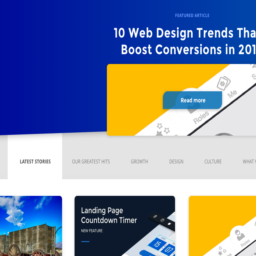 FEATURED ARTICLE
10 Web Design Trends Tha
Boost Conversions in 201
Read more
Me
Roles
LATEST STORIES
OUR GREATEST HITS
GROWTH
DESIGN
CULTURE
WHAT
Landing Page
Countdown Timer
NEW FEATURE